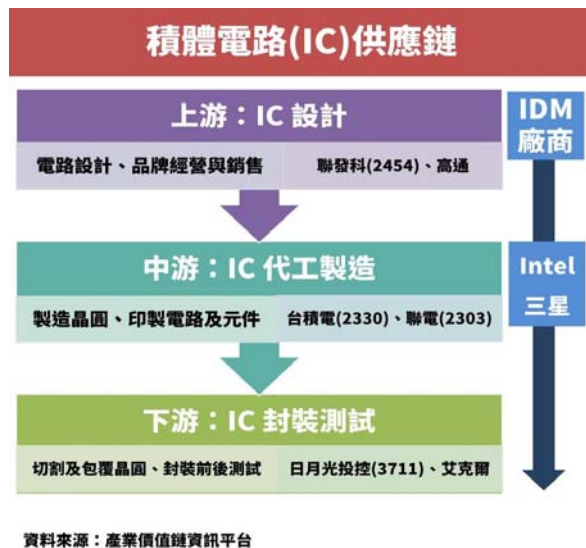 積體電路(IC)供應鏈
上游：IC 設計
電路設計、品牌經營與銷售
聯發科(2454)、高通
IDM
廠商
中游：IC 代工製造
製造晶圓、印製電路及元件
台積電(2330)、聯電(2303)
Intel
三星
下游：IC 封裝測試
切割及包覆晶圓、封裝前後測試
日月光投控(3711)、艾克爾
資料來源：產業價值鏈資訊平台